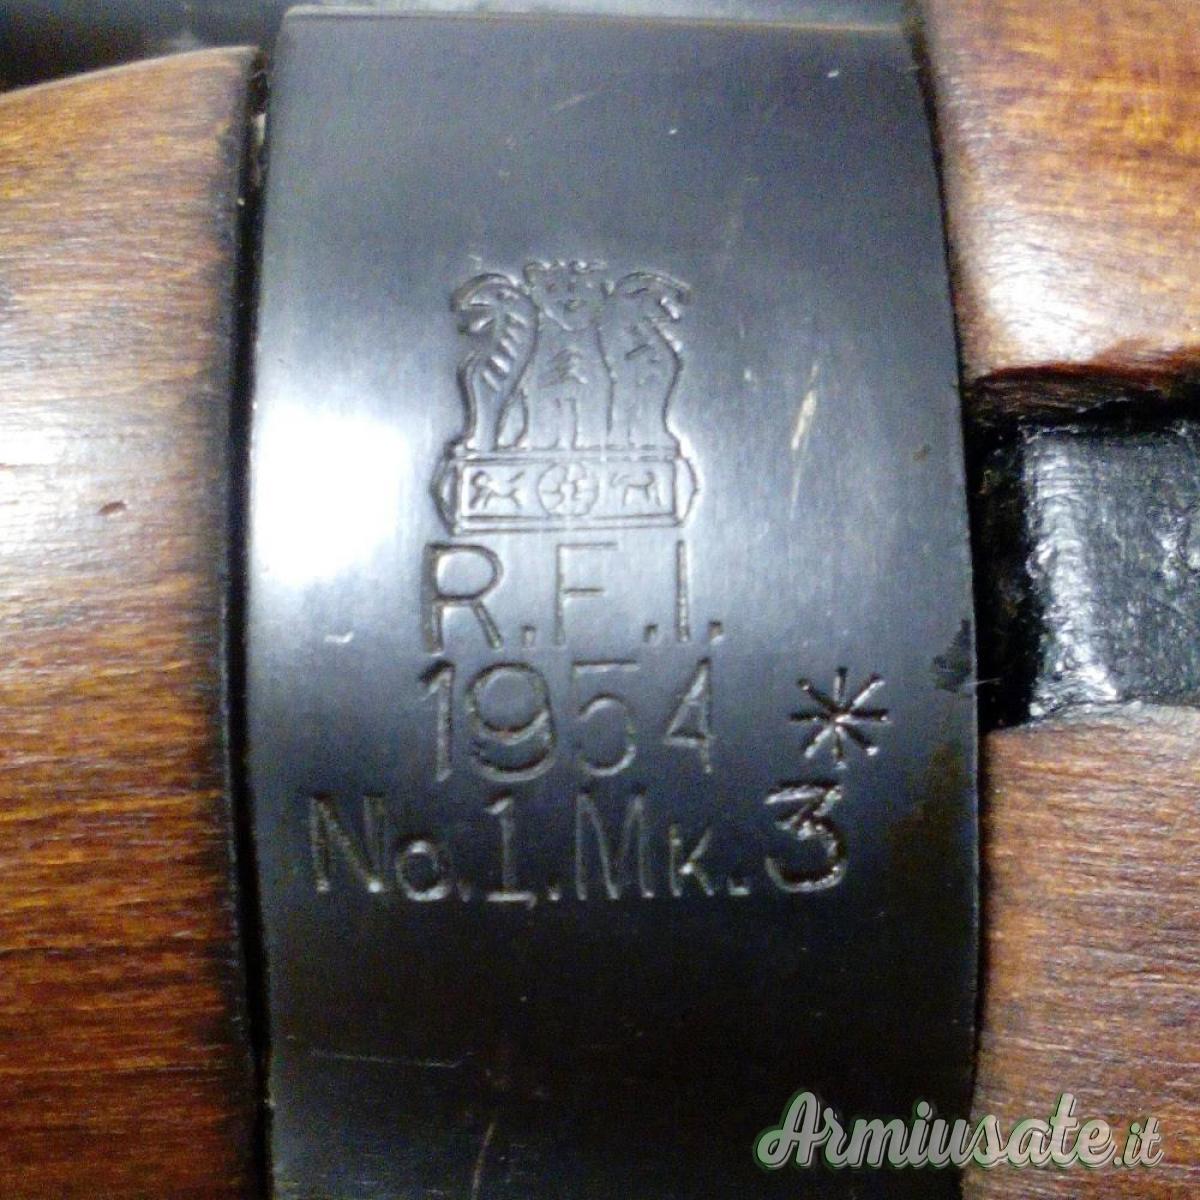 R.F.I.
1954 *
No.1.Mk.3
Armiusate.it